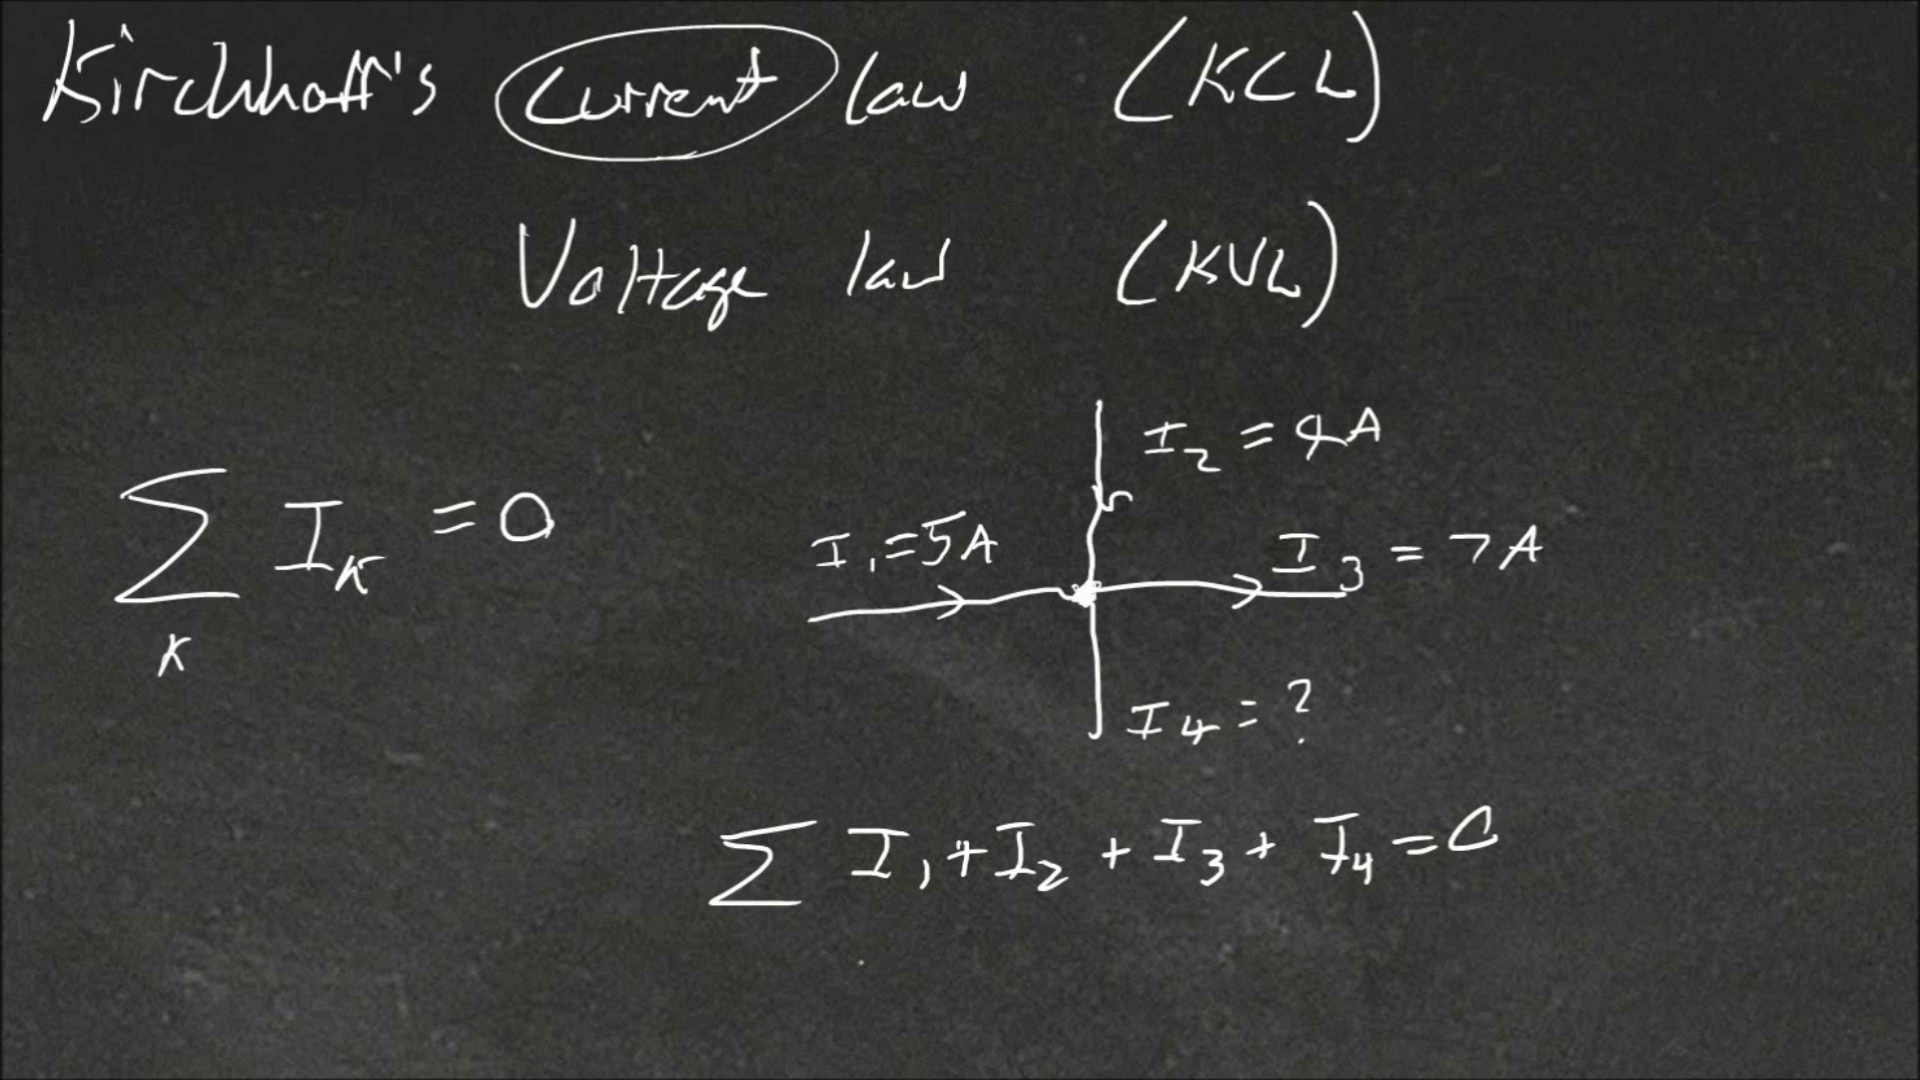 Kirchhoff's Current law (KCL)
Voltage law (KVL)
I₂ = 4A
∑ I_K = 0
K
I₁ = 5A
I₃ = 7A
I₄ = ?
∑ I₁ + I₂ + I₃ + I₄ = 0